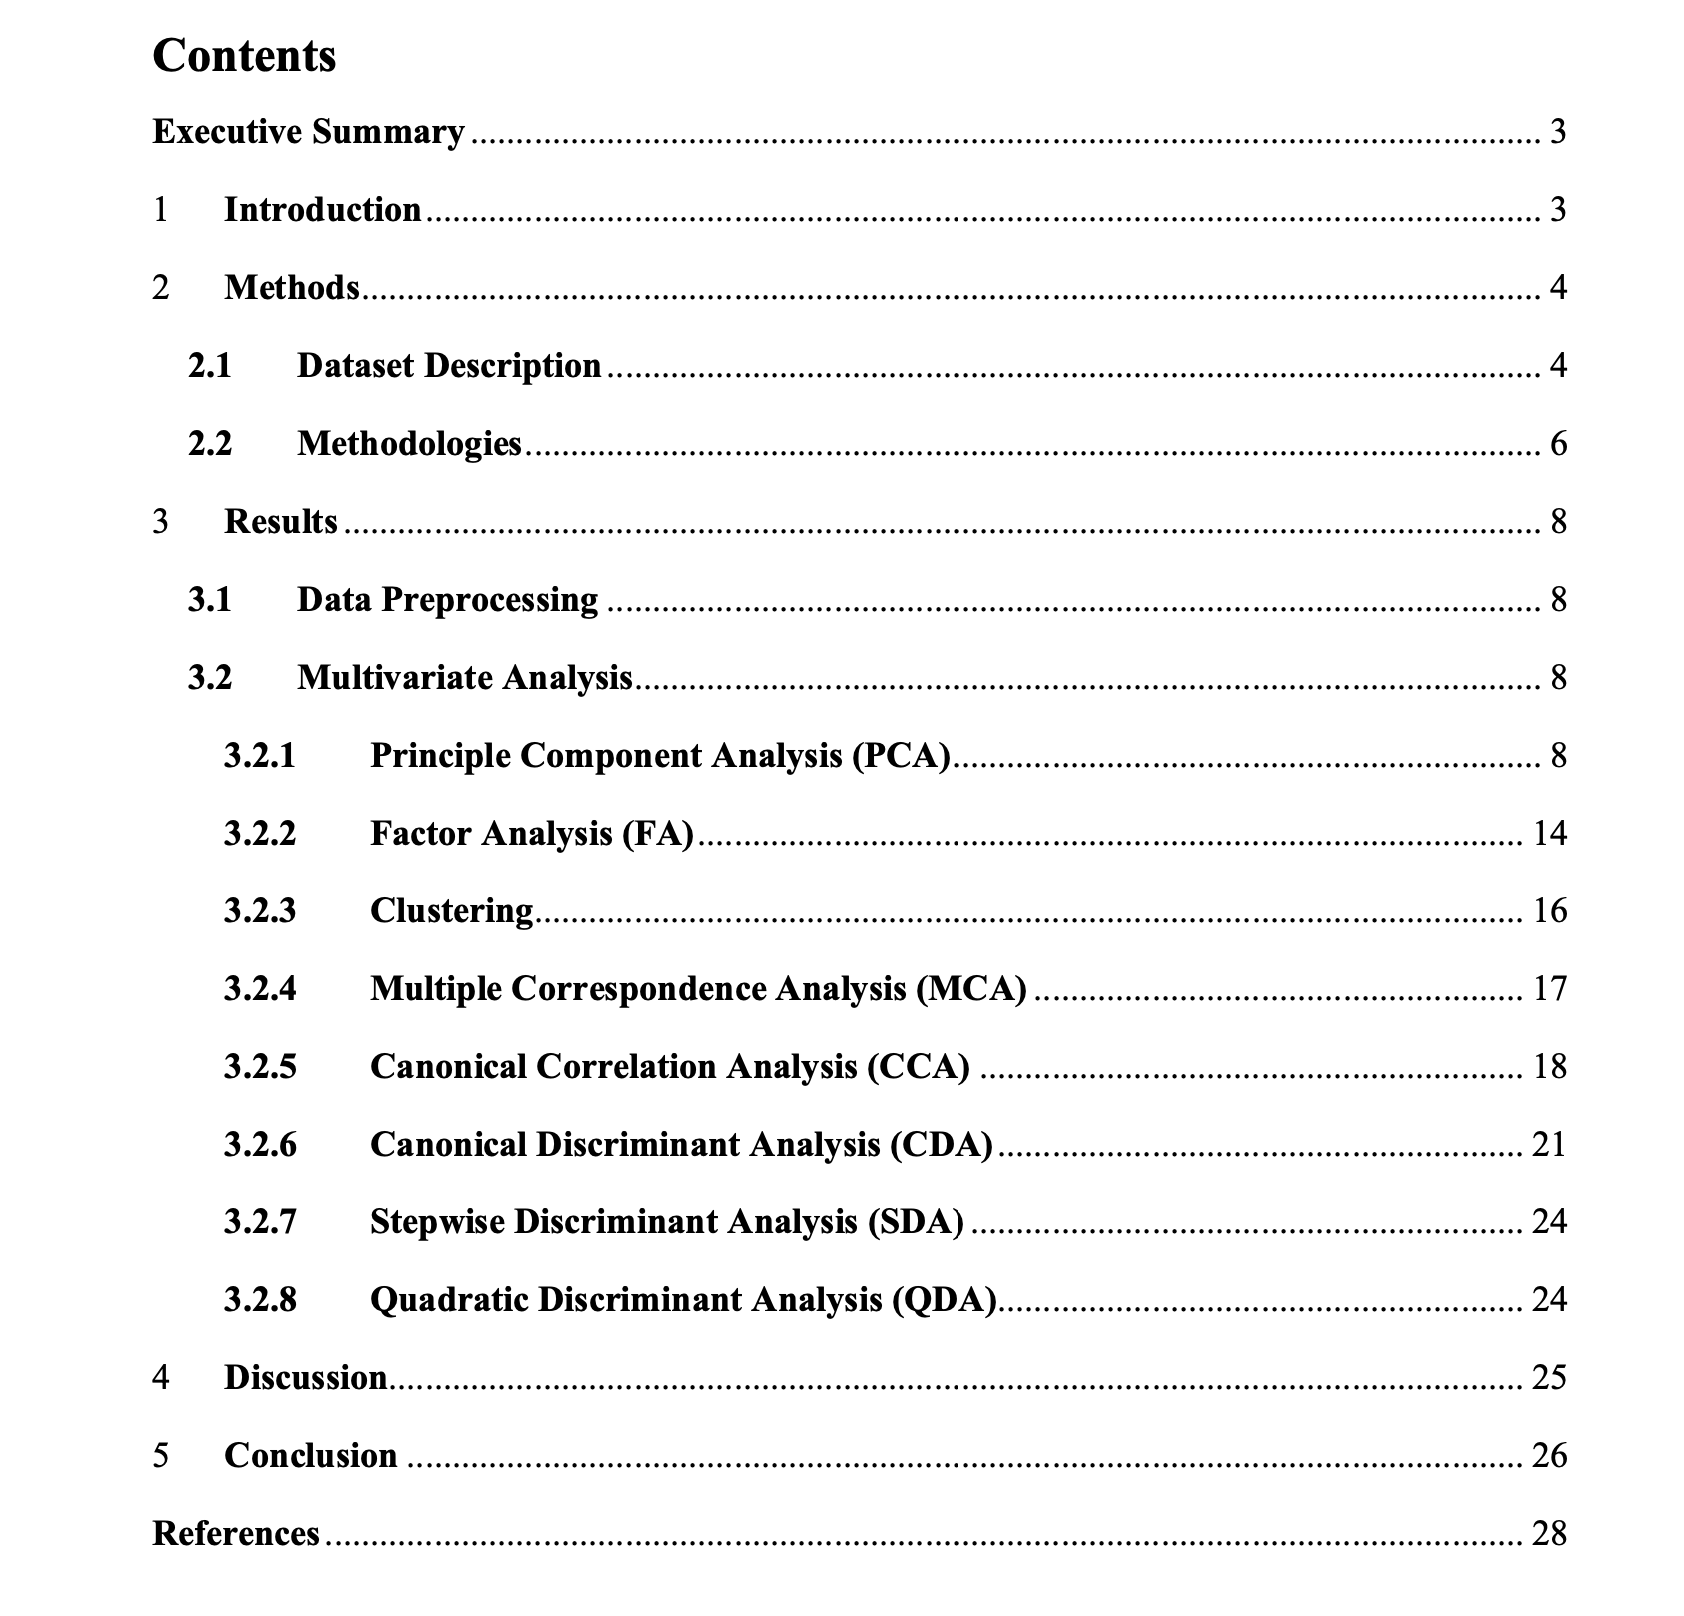 Contents
Executive Summary ........ 3
1 Introduction ........ 3
2 Methods ........ 4
2.1 Dataset Description ........ 4
2.2 Methodologies ........ 6
3 Results ........ 8
3.1 Data Preprocessing ........ 8
3.2 Multivariate Analysis ........ 8
3.2.1 Principle Component Analysis (PCA) ........ 8
3.2.2 Factor Analysis (FA) ........ 14
3.2.3 Clustering ........ 16
3.2.4 Multiple Correspondence Analysis (MCA) ........ 17
3.2.5 Canonical Correlation Analysis (CCA) ........ 18
3.2.6 Canonical Discriminant Analysis (CDA) ........ 21
3.2.7 Stepwise Discriminant Analysis (SDA) ........ 24
3.2.8 Quadratic Discriminant Analysis (QDA) ........ 24
4 Discussion ........ 25
5 Conclusion ........ 26
References ........ 28